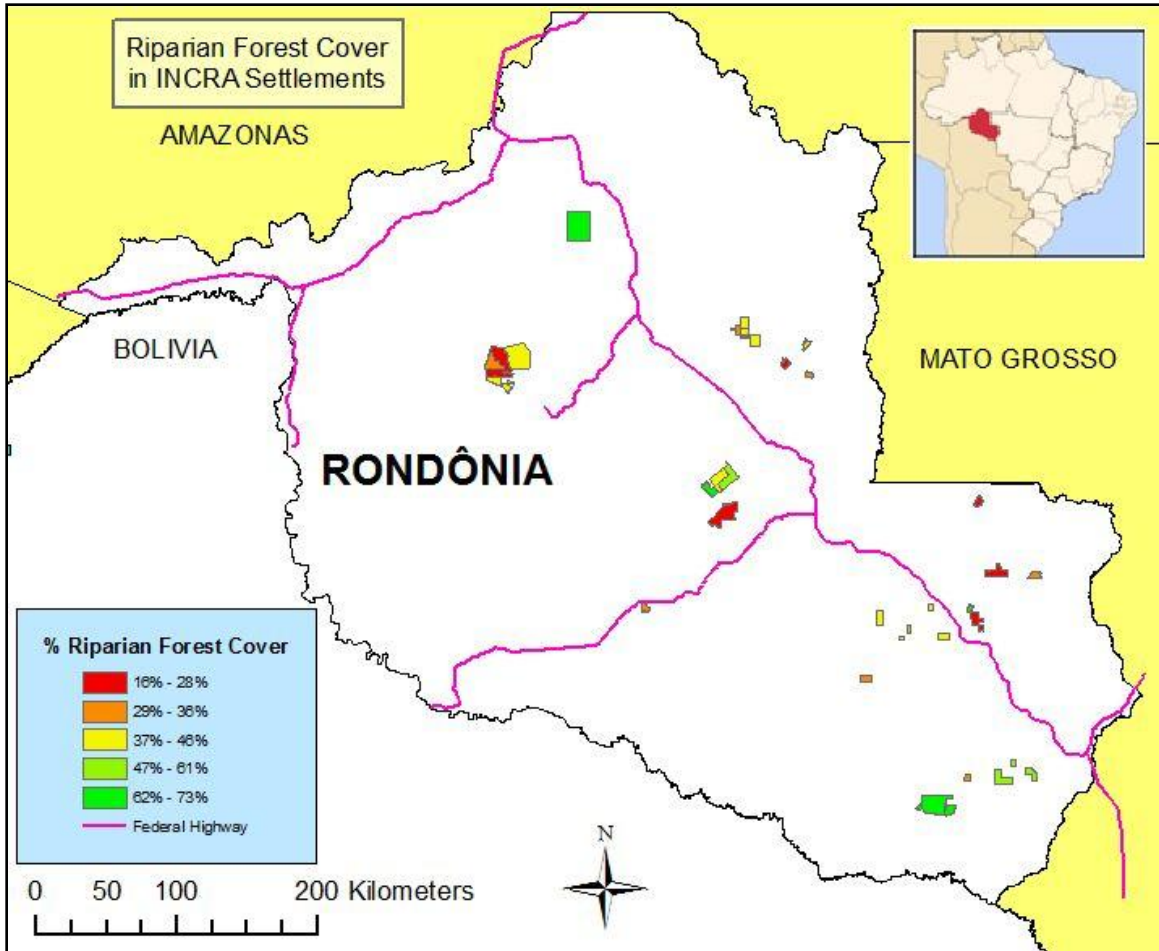 Riparian Forest Cover
in INCRA Settlements
AMAZONAS
BOLIVIA
MATO GROSSO
RONDÔNIA
% Riparian Forest Cover
16% - 28%
29% - 36%
37% - 46%
47% - 61%
62% - 73%
Federal Highway
N
0 50 100 200 Kilometers